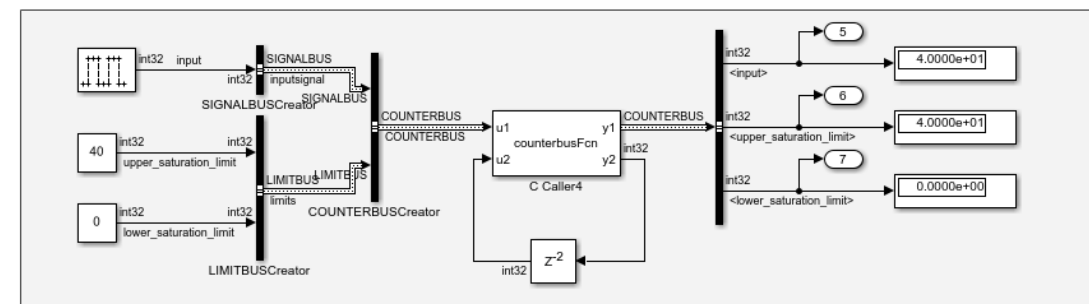 int32
input
int32
SIGNALBUS
inputsignal
SIGNALBUSCreator
SIGNALBUS
40
int32
upper_saturation_limit
int32
0
int32
lower_saturation_limit
int32
LIMITBUSCreator
LIMITBUS
limits
LIMITBUS
COUNTERBUSCreator
COUNTERBUS
COUNTERBUS
u1
u2
counterbusFcn
y1
y2
C Caller4
COUNTERBUS
int32
z-2
int32
int32
<input>
5
4.0000e+01
int32
<upper_saturation_limit>
6
4.0000e+01
int32
<lower_saturation_limit>
7
0.0000e+00